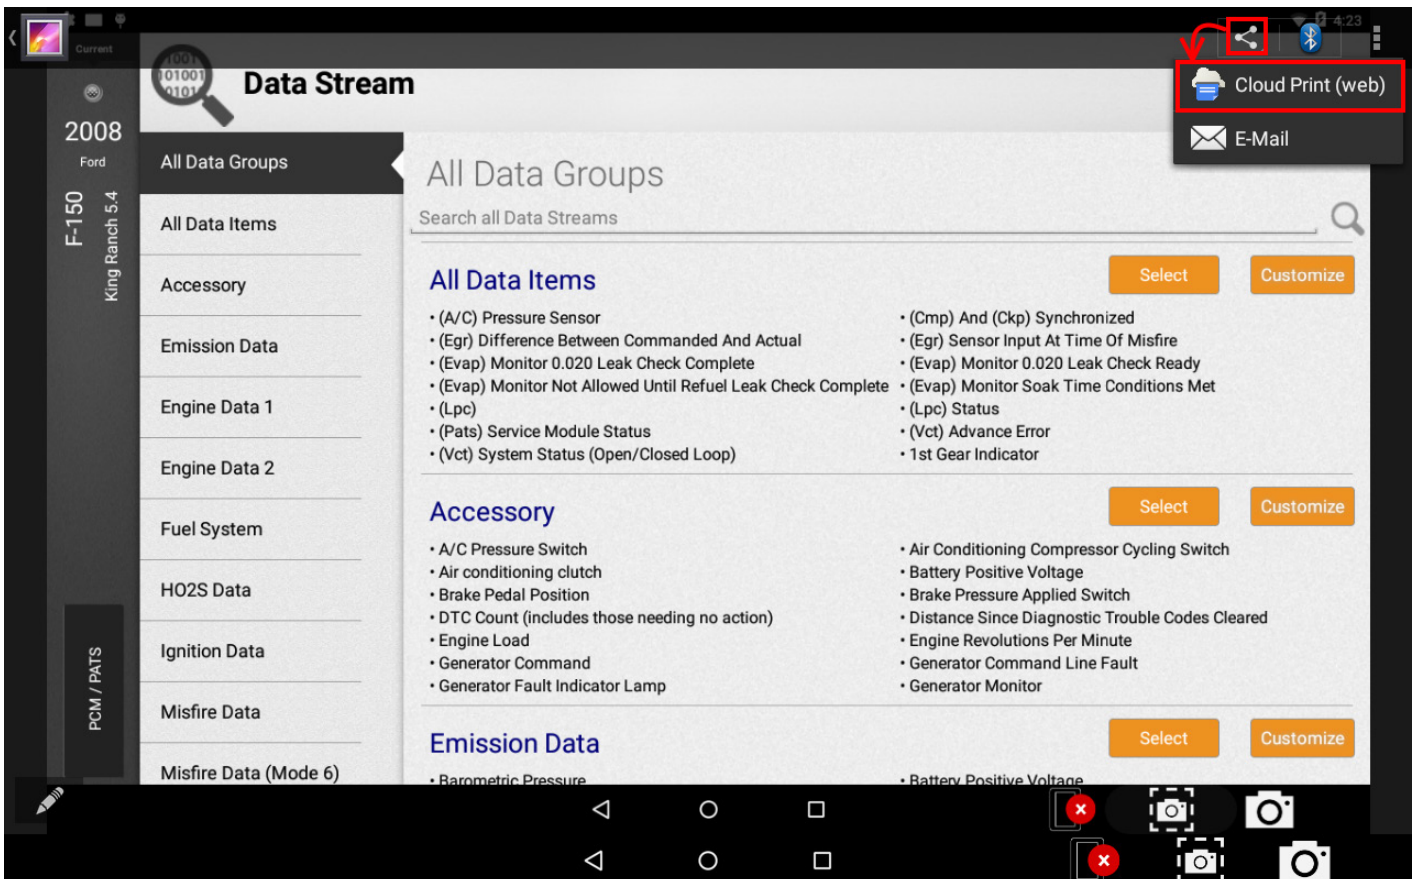 4:23
Current
Cloud Print (web)
E-Mail
Data Stream
2008
Ford
F-150
King Ranch 5.4
PCM / PATS
All Data Groups
All Data Items
Accessory
Emission Data
Engine Data 1
Engine Data 2
Fuel System
HO2S Data
Ignition Data
Misfire Data
Misfire Data (Mode 6)
All Data Groups
Search all Data Streams
All Data Items
Select
Customize
• (A/C) Pressure Sensor
• (Egr) Difference Between Commanded And Actual
• (Evap) Monitor 0.020 Leak Check Complete
• (Evap) Monitor Not Allowed Until Refuel Leak Check Complete
• (Lpc)
• (Pats) Service Module Status
• (Vct) System Status (Open/Closed Loop)
• (Cmp) And (Ckp) Synchronized
• (Egr) Sensor Input At Time Of Misfire
• (Evap) Monitor 0.020 Leak Check Ready
• (Evap) Monitor Soak Time Conditions Met
• (Lpc) Status
• (Vct) Advance Error
• 1st Gear Indicator
Accessory
Select
Customize
• A/C Pressure Switch
• Air conditioning clutch
• Brake Pedal Position
• DTC Count (includes those needing no action)
• Engine Load
• Generator Command
• Generator Fault Indicator Lamp
• Air Conditioning Compressor Cycling Switch
• Battery Positive Voltage
• Brake Pressure Applied Switch
• Distance Since Diagnostic Trouble Codes Cleared
• Engine Revolutions Per Minute
• Generator Command Line Fault
• Generator Monitor
Emission Data
Select
Customize
• Barometric Pressure
• Battery Positive Voltage